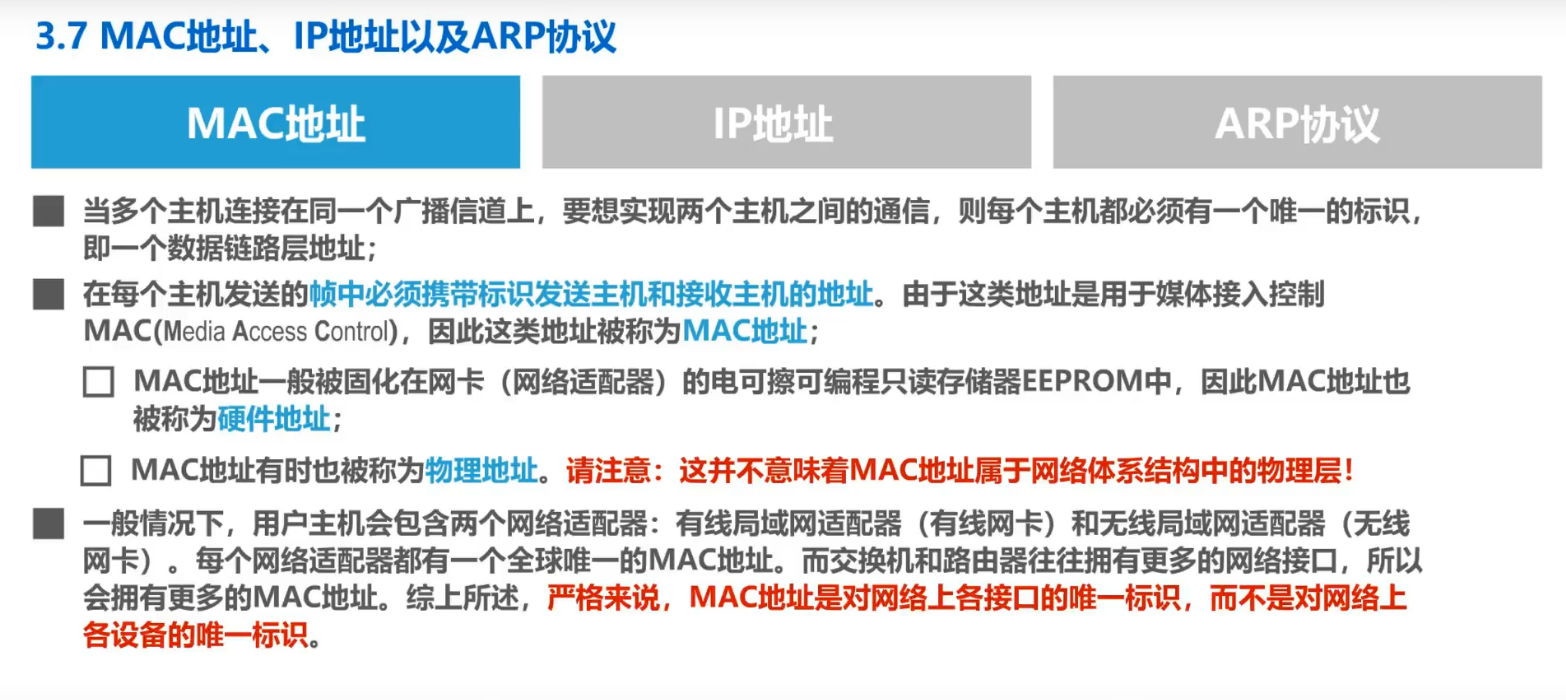 3.7 MAC地址、IP地址以及ARP协议
MAC地址
IP地址
ARP协议
当多个主机连接在同一个广播信道上，要想实现两个主机之间的通信，则每个主机都必须有一个唯一的标识，
即一个数据链路层地址；
在每个主机发送的帧中必须携带标识发送主机和接收主机的地址。由于这类地址是用于媒体接入控制
MAC(Media Access Control)，因此这类地址被称为MAC地址；
MAC地址一般被固化在网卡（网络适配器）的电可擦可编程只读存储器EEPROM中，因此MAC地址也
被称为硬件地址；
MAC地址有时也被称为物理地址。请注意：这并不意味着MAC地址属于网络体系结构中的物理层！
一般情况下，用户主机会包含两个网络适配器：有线局域网适配器（有线网卡）和无线局域网适配器（无线
网卡）。每个网络适配器都有一个全球唯一的MAC地址。而交换机和路由器往往拥有更多的网络接口，所以
会拥有更多的MAC地址。综上所述，严格来说，MAC地址是对网络上各接口的唯一标识，而不是对网络上
各设备的唯一标识。